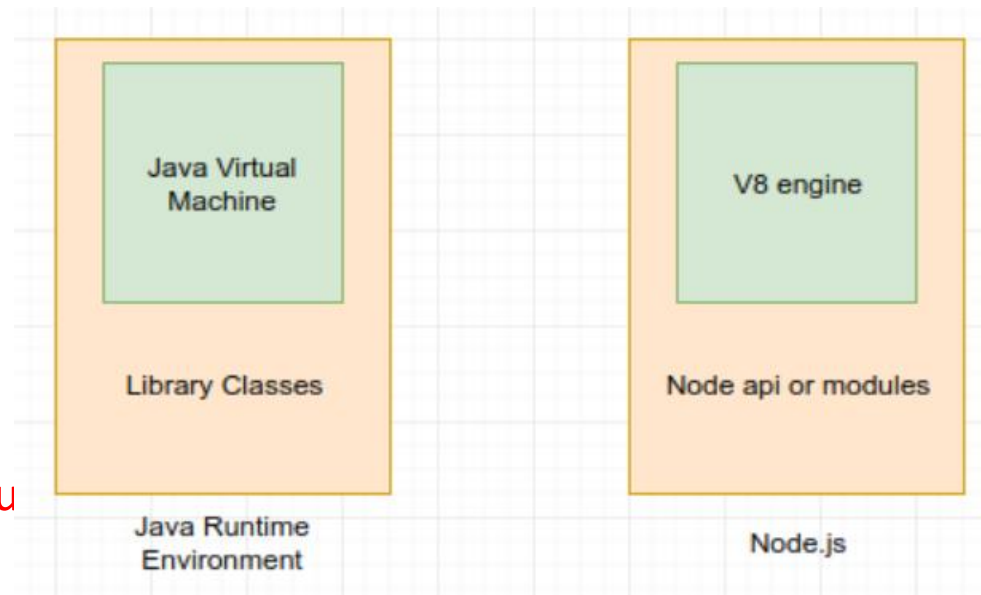 Java Virtual
Machine
Library Classes
Java Runtime
Environment
V8 engine
Node api or modules
Node.js